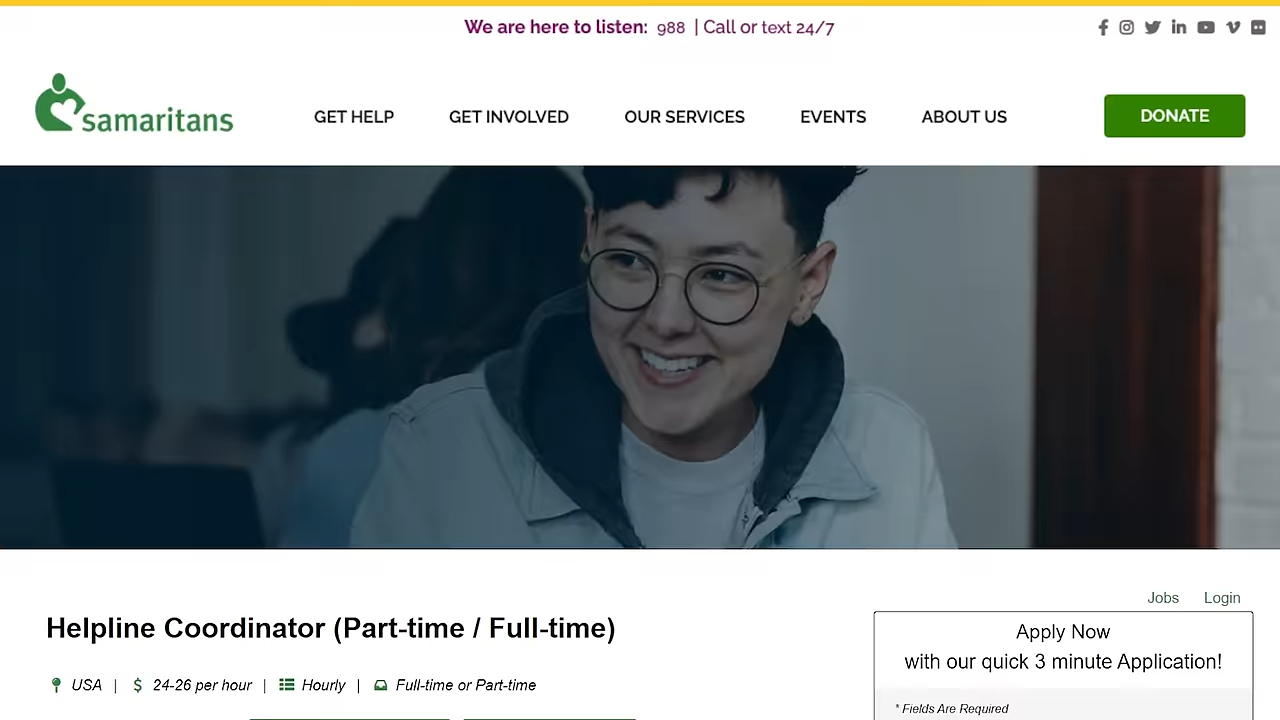 We are here to listen: 988 | Call or text 24/7
samaritans
GET HELP
GET INVOLVED
OUR SERVICES
EVENTS
ABOUT US
DONATE
Jobs
Login
Helpline Coordinator (Part-time / Full-time)
USA | $ 24-26 per hour | Hourly | Full-time or Part-time
Apply Now
with our quick 3 minute Application!
* Fields Are Required